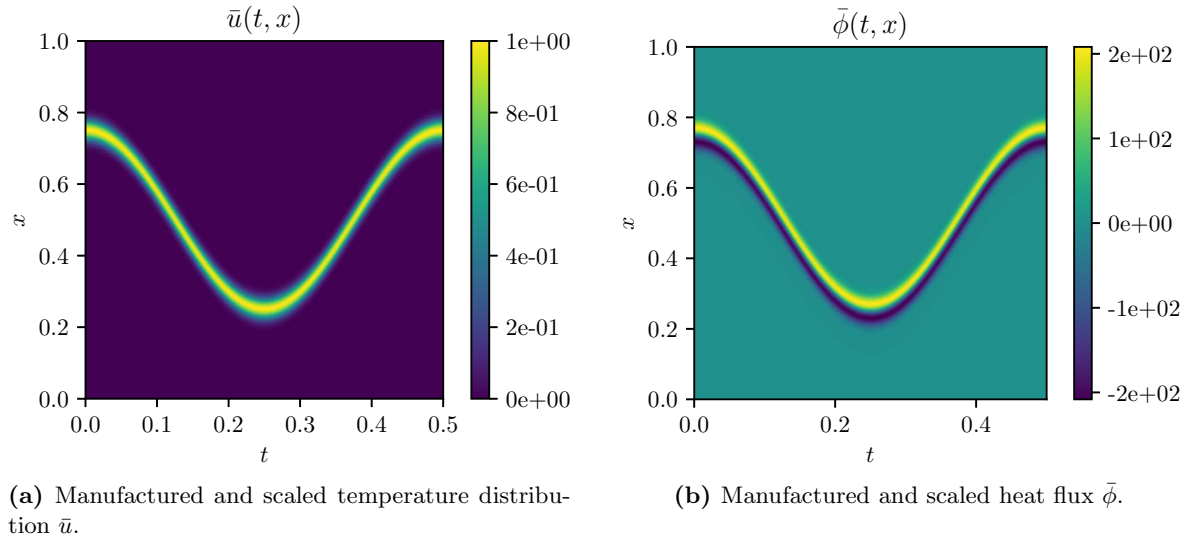 ū(t, x)
1.0
0.8
0.6
0.4
0.2
0.0
x
0.0 0.1 0.2 0.3 0.4 0.5
t
1e+00
8e-01
6e-01
4e-01
2e-01
0e+00
(a) Manufactured and scaled temperature distribu-
tion ū.
ϕ̄(t, x)
1.0
0.8
0.6
0.4
0.2
0.0
x
0.0 0.2 0.4
t
2e+02
1e+02
0e+00
-1e+02
-2e+02
(b) Manufactured and scaled heat flux ϕ̄.